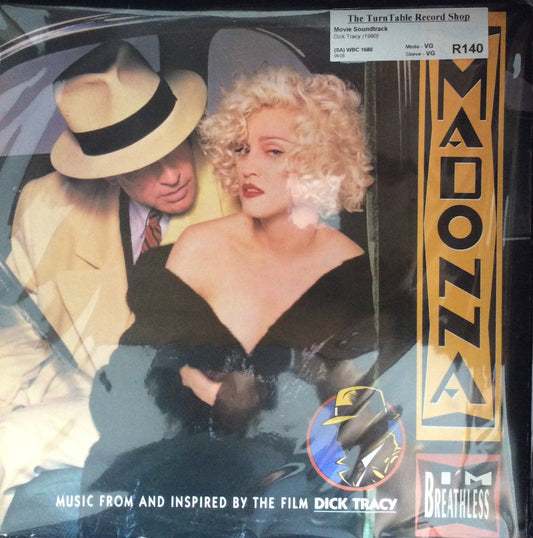 The TurnTable Record Shop
Movie Soundtrack
Dick Tracy (1990)
(SA) WBC 1680
Media - VG
Sleeve - VG
R140
MADONNA
I'M
BREATHLESS
MUSIC FROM AND INSPIRED BY THE FILM DICK TRACY